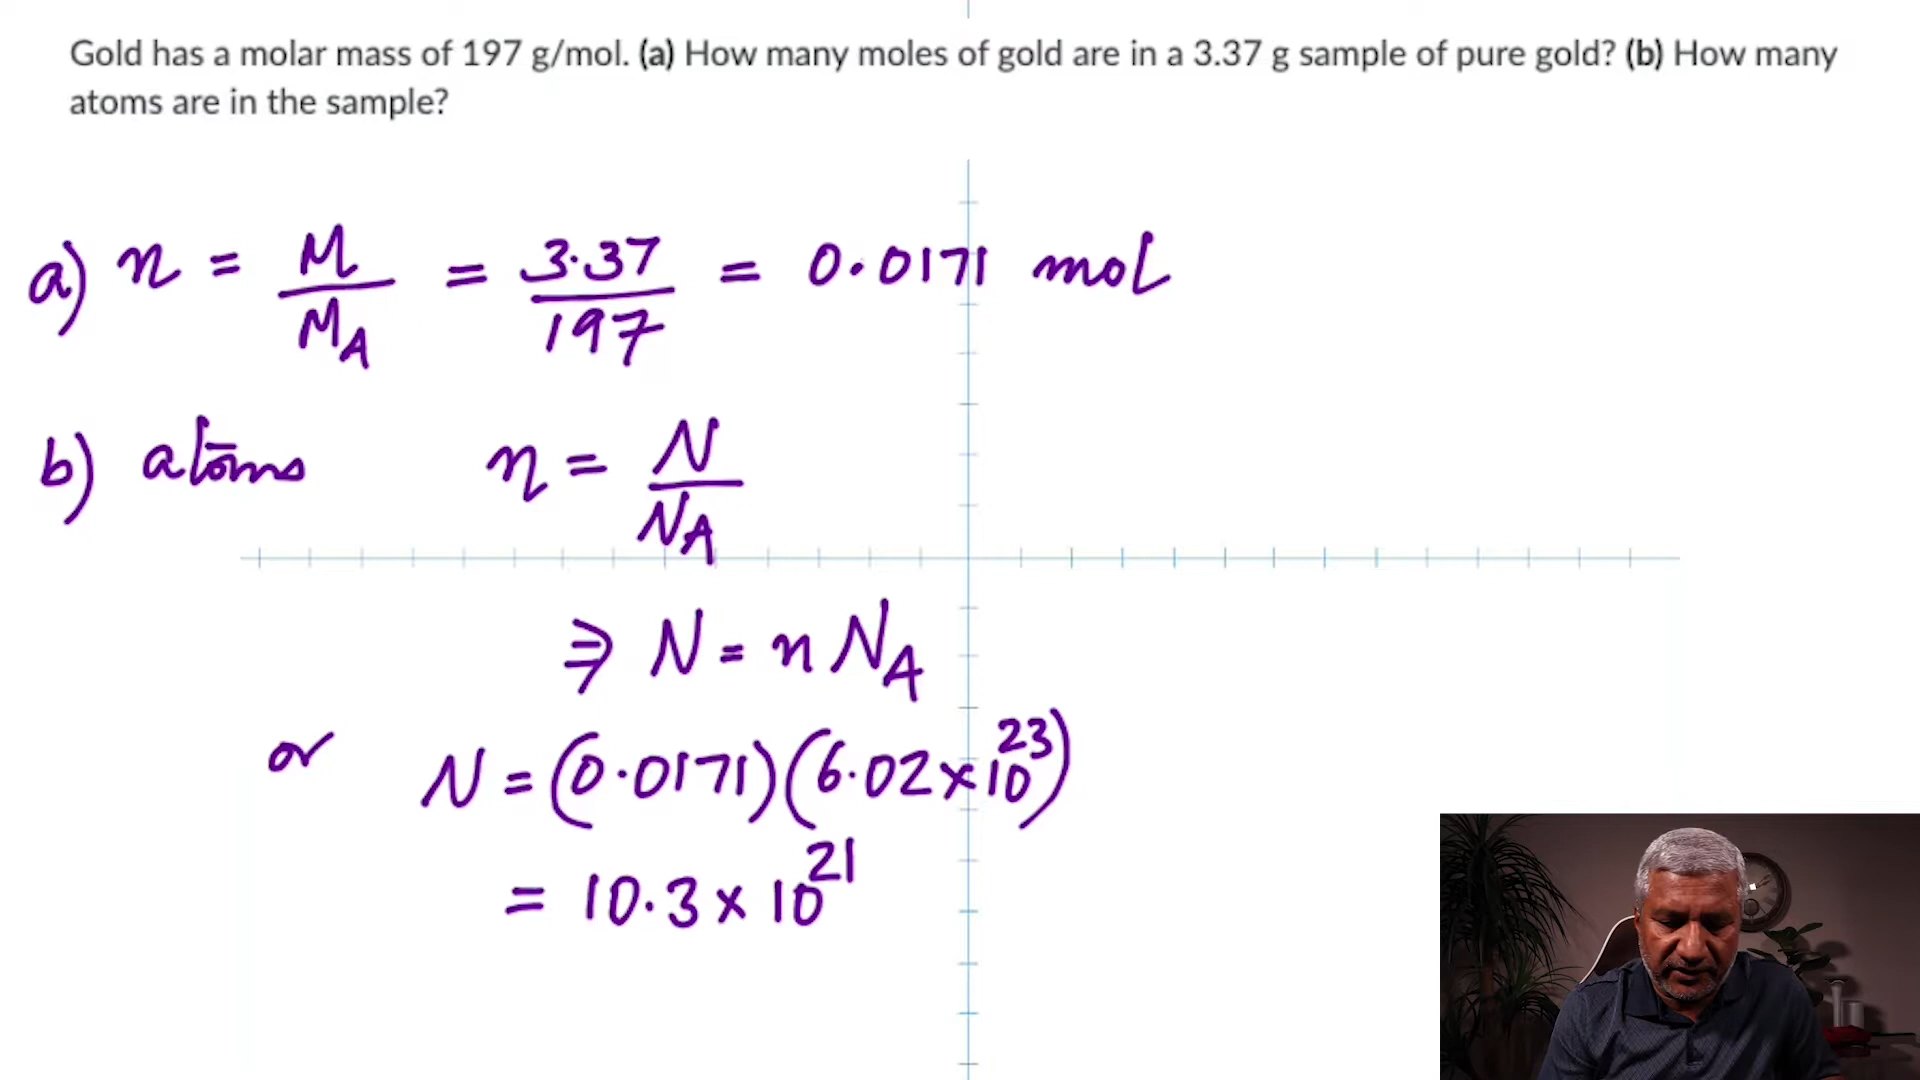 Gold has a molar mass of 197 g/mol. (a) How many moles of gold are in a 3.37 g sample of pure gold? (b) How many
atoms are in the sample?
a) n = M/M_A = 3.37/197 = 0.0171 mol
b) atoms n = N/N_A
⇒ N = n N_A
or N = (0.0171)(6.02×10^23)
= 10.3 × 10^21